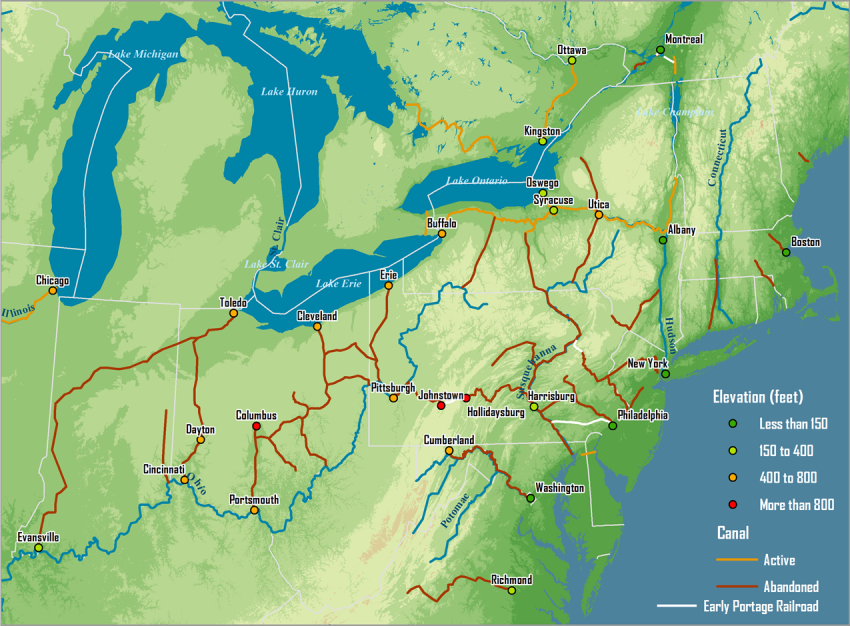 Montreal
Ottawa
Lake Michigan
Lake Huron
Lake Champlain
Kingston
Connecticut
Lake Ontario
Oswego
Syracuse
Utica
Buffalo
Albany
Boston
St. Clair
Lake St. Clair
Erie
Lake Erie
Chicago
Illinois
Toledo
Cleveland
Hudson
Susquehanna
New York
Pittsburgh
Johnstown
Harrisburg
Hollidaysburg
Philadelphia
Columbus
Dayton
Cumberland
Cincinnati
Ohio
Portsmouth
Washington
Potomac
Evansville
Richmond
Elevation (feet)
Less than 150
150 to 400
400 to 800
More than 800
Canal
Active
Abandoned
Early Portage Railroad